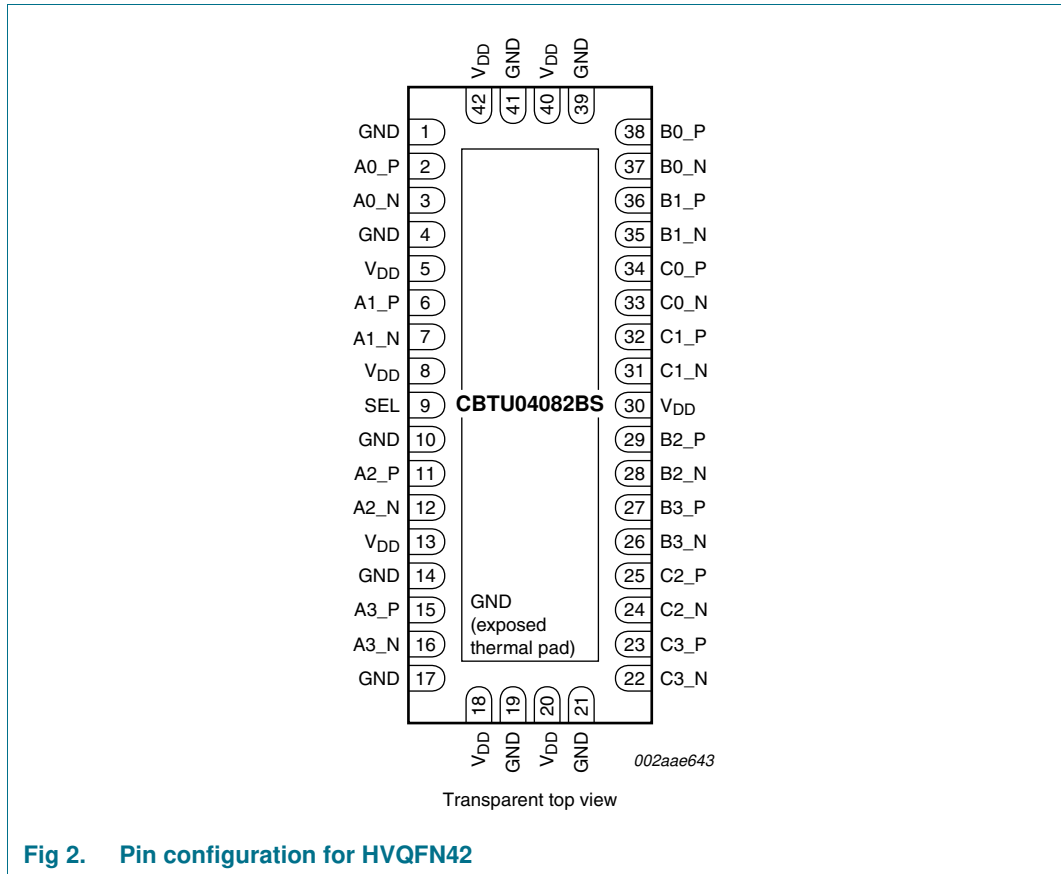 VDD GND VDD GND
42 41 40 39
GND 1 38 B0_P
A0_P 2 37 B0_N
A0_N 3 36 B1_P
GND 4 35 B1_N
VDD 5 34 C0_P
A1_P 6 33 C0_N
A1_N 7 32 C1_P
VDD 8 31 C1_N
SEL 9 CBTU04082BS 30 VDD
GND 10 29 B2_P
A2_P 11 28 B2_N
A2_N 12 27 B3_P
VDD 13 26 B3_N
GND 14 25 C2_P
A3_P 15 24 C2_N
A3_N 16 23 C3_P
GND 17 22 C3_N
GND
(exposed
thermal pad)
18 19 20 21
VDD GND VDD GND
002aae643
Transparent top view
Fig 2. Pin configuration for HVQFN42